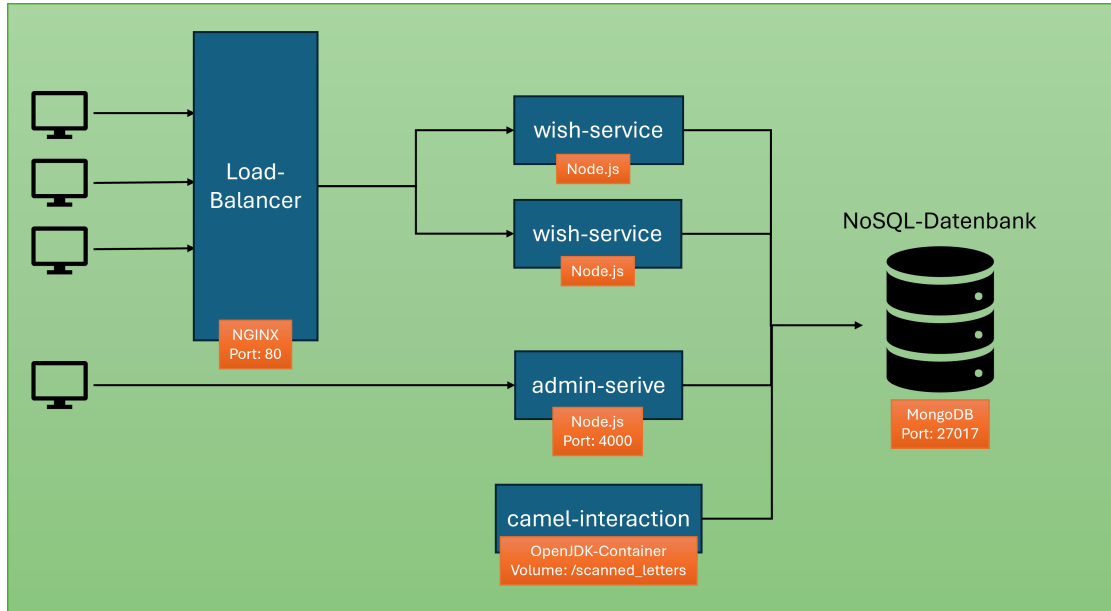 Load-
Balancer
NGINX
Port: 80
wish-service
Node.js
wish-service
Node.js
admin-serive
Node.js
Port: 4000
camel-interaction
OpenJDK-Container
Volume: /scanned_letters
NoSQL-Datenbank
MongoDB
Port: 27017